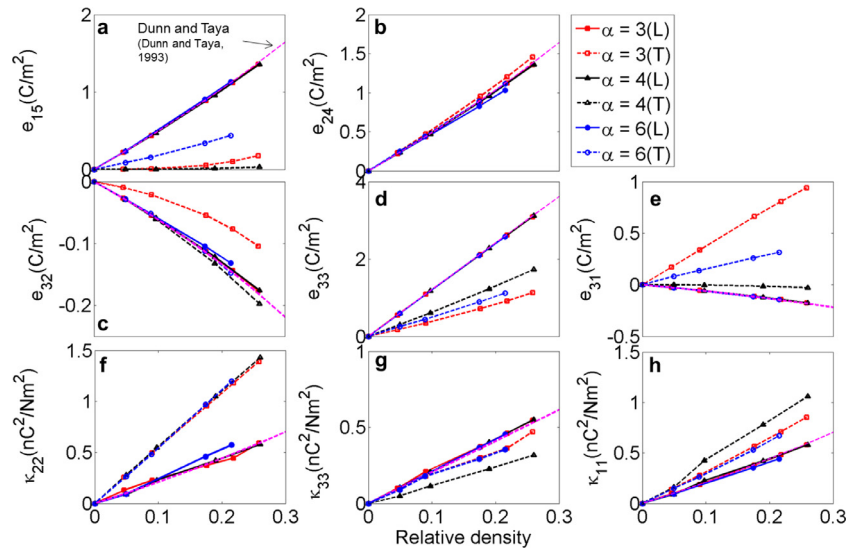 a
Dunn and Taya
(Dunn and Taya,
1993)
e15(C/m²)
2
1
0
b
e24(C/m²)
2
1.5
1
0.5
0
α = 3(L)
α = 3(T)
α = 4(L)
α = 4(T)
α = 6(L)
α = 6(T)
c
e32(C/m²)
0
-0.1
-0.2
d
e33(C/m²)
4
3
2
1
0
e
e31(C/m²)
1
0.5
0
-0.5
f
κ22(nC²/Nm²)
1.5
1
0.5
0
0 0.1 0.2 0.3
g
κ33(nC²/Nm²)
1.5
1
0.5
0
0 0.1 0.2 0.3
h
κ11(nC²/Nm²)
1.5
1
0.5
0
0 0.1 0.2 0.3
Relative density